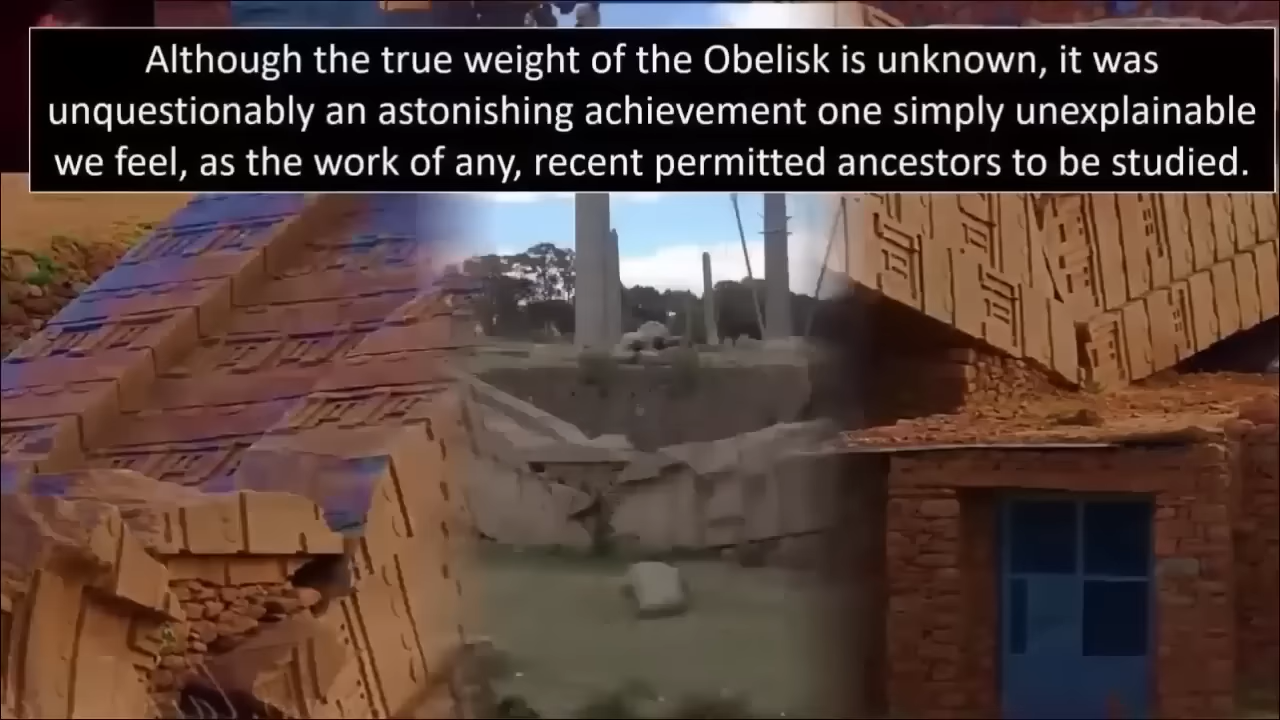 Although the true weight of the Obelisk is unknown, it was
unquestionably an astonishing achievement one simply unexplainable
we feel, as the work of any, recent permitted ancestors to be studied.